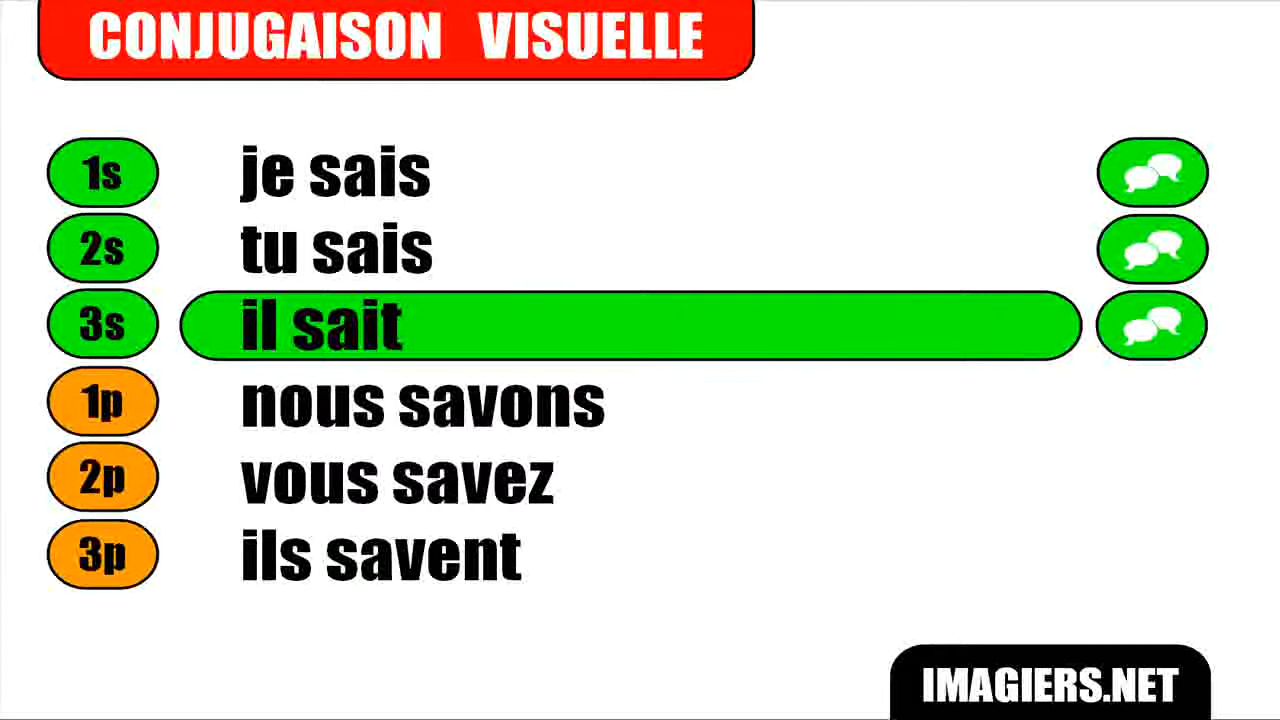 CONJUGAISON VISUELLE
1s je sais
2s tu sais
3s il sait
1p nous savons
2p vous savez
3p ils savent
IMAGIERS.NET